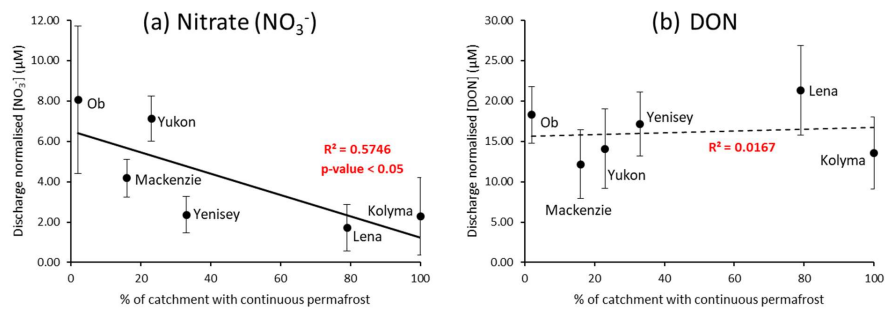 (a) Nitrate (NO₃⁻)
Discharge normalised [NO₃⁻] (μM)
12.00
10.00
8.00
6.00
4.00
2.00
0.00
Ob
Yukon
Mackenzie
Yenisey
R² = 0.5746
p-value < 0.05
Kolyma
Lena
0
20
40
60
80
100
% of catchment with continuous permafrost
(b) DON
Discharge normalised [DON] (μM)
30.00
25.00
20.00
15.00
10.00
5.00
0.00
Ob
Yenisey
Lena
Mackenzie
Yukon
R² = 0.0167
Kolyma
0
20
40
60
80
100
% of catchment with continuous permafrost